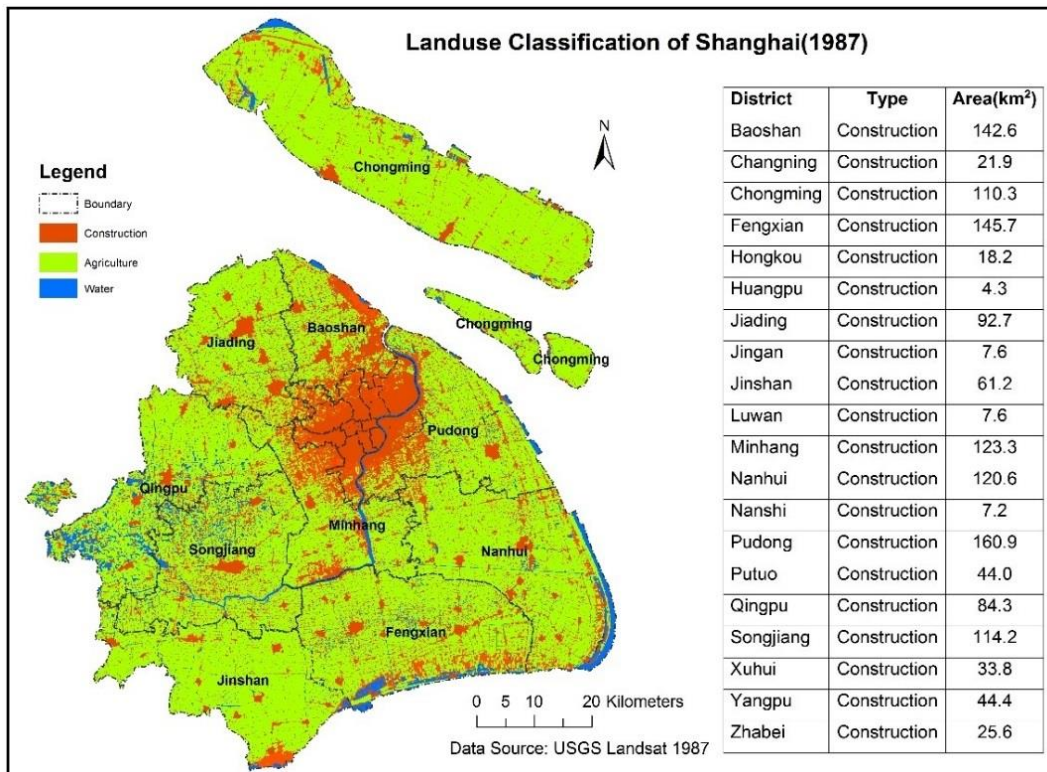 Landuse Classification of Shanghai(1987)
N
Legend
Boundary
Construction
Agriculture
Water
Chongming
Chongming
Chongming
Baoshan
Jiading
Pudong
Qingpu
Minhang
Songjiang
Nanhui
Fengxian
Jinshan
0 5 10 20 Kilometers
Data Source: USGS Landsat 1987
District Type Area(km²)
Baoshan Construction 142.6
Changning Construction 21.9
Chongming Construction 110.3
Fengxian Construction 145.7
Hongkou Construction 18.2
Huangpu Construction 4.3
Jiading Construction 92.7
Jingan Construction 7.6
Jinshan Construction 61.2
Luwan Construction 7.6
Minhang Construction 123.3
Nanhui Construction 120.6
Nanshi Construction 7.2
Pudong Construction 160.9
Putuo Construction 44.0
Qingpu Construction 84.3
Songjiang Construction 114.2
Xuhui Construction 33.8
Yangpu Construction 44.4
Zhabei Construction 25.6